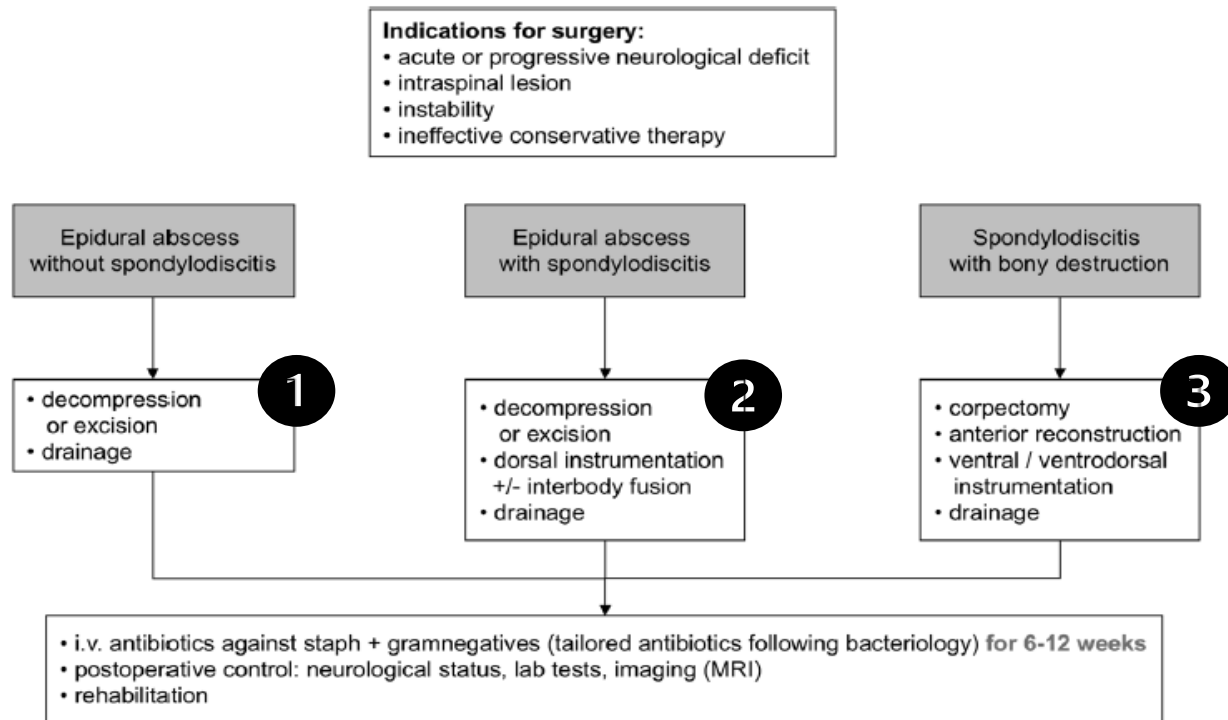 Indications for surgery:
• acute or progressive neurological deficit
• intraspinal lesion
• instability
• ineffective conservative therapy
Epidural abscess
without spondylodiscitis
Epidural abscess
with spondylodiscitis
Spondylodiscitis
with bony destruction
1
• decompression
or excision
• drainage
2
• decompression
or excision
• dorsal instrumentation
+/- interbody fusion
• drainage
3
• corpectomy
• anterior reconstruction
• ventral / ventrodorsal
instrumentation
• drainage
• i.v. antibiotics against staph + gramnegatives (tailored antibiotics following bacteriology) for 6-12 weeks
• postoperative control: neurological status, lab tests, imaging (MRI)
• rehabilitation